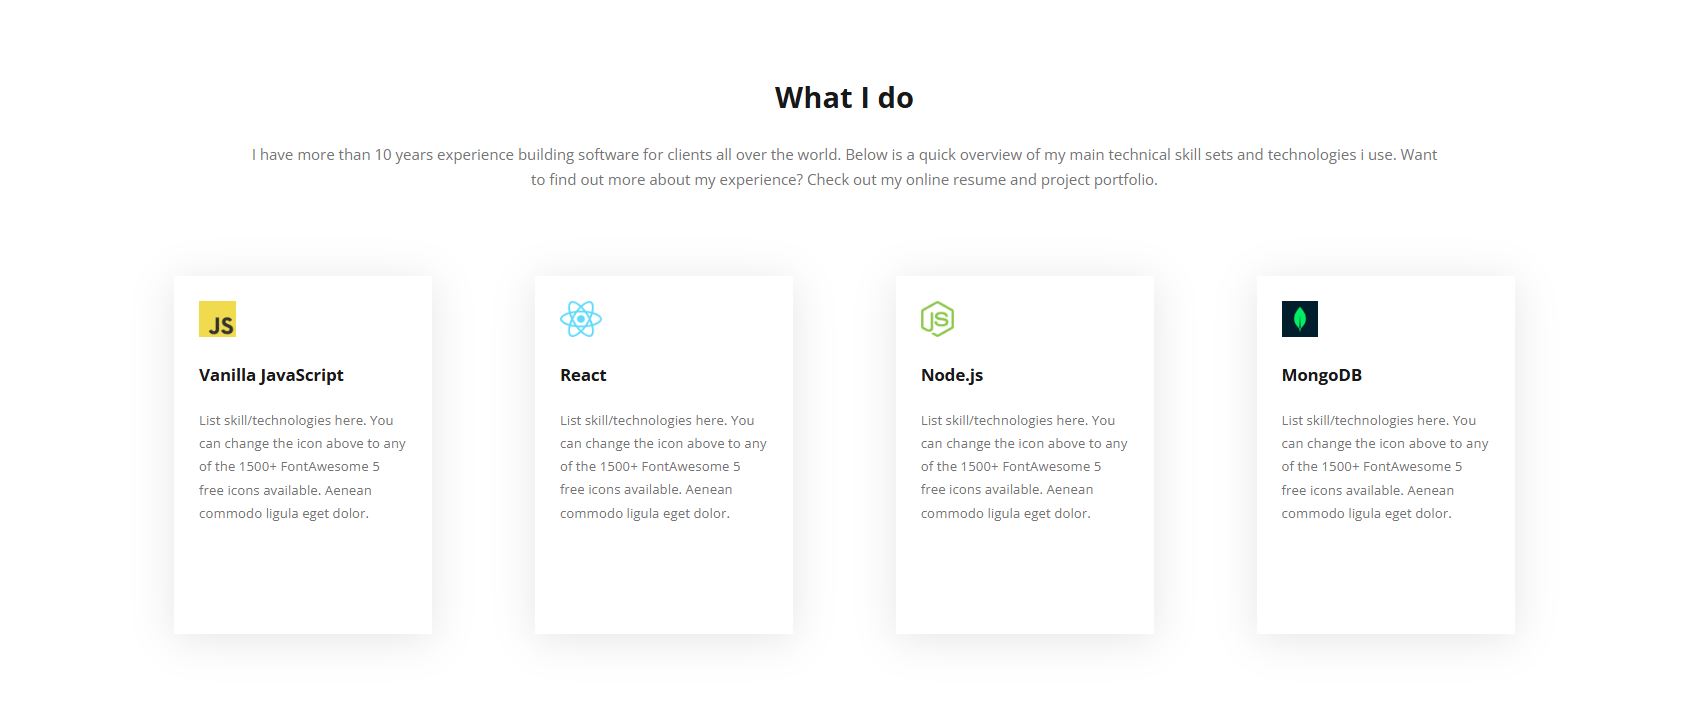 What I do
I have more than 10 years experience building software for clients all over the world. Below is a quick overview of my main technical skill sets and technologies i use. Want
to find out more about my experience? Check out my online resume and project portfolio.
JS
Vanilla JavaScript
List skill/technologies here. You
can change the icon above to any
of the 1500+ FontAwesome 5
free icons available. Aenean
commodo ligula eget dolor.
React
List skill/technologies here. You
can change the icon above to any
of the 1500+ FontAwesome 5
free icons available. Aenean
commodo ligula eget dolor.
JS
Node.js
List skill/technologies here. You
can change the icon above to any
of the 1500+ FontAwesome 5
free icons available. Aenean
commodo ligula eget dolor.
MongoDB
List skill/technologies here. You
can change the icon above to any
of the 1500+ FontAwesome 5
free icons available. Aenean
commodo ligula eget dolor.